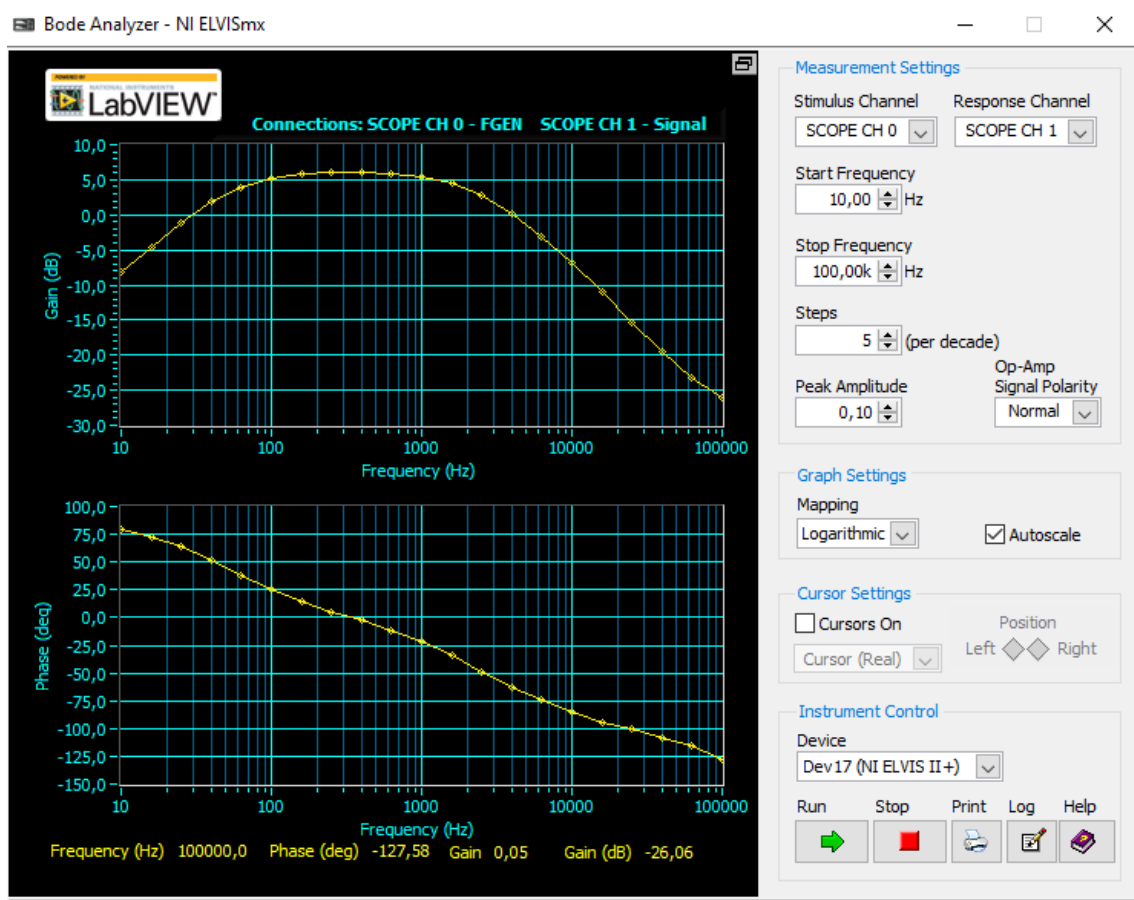 Bode Analyzer - NI ELVISmx
POWERED BY
NATIONAL INSTRUMENTS
LabVIEW™
Connections: SCOPE CH 0 - FGEN SCOPE CH 1 - Signal
10,0
5,0
0,0
-5,0
-10,0
-15,0
-20,0
-25,0
-30,0
Gain (dB)
10 100 1000 10000 100000
Frequency (Hz)
100,0
75,0
50,0
25,0
0,0
-25,0
-50,0
-75,0
-100,0
-125,0
-150,0
Phase (deg)
10 100 1000 10000 100000
Frequency (Hz)
Frequency (Hz) 100000,0 Phase (deg) -127,58 Gain 0,05 Gain (dB) -26,06
Measurement Settings
Stimulus Channel Response Channel
SCOPE CH 0 SCOPE CH 1
Start Frequency
10,00 Hz
Stop Frequency
100,00k Hz
Steps
5 (per decade)
Op-Amp
Peak Amplitude Signal Polarity
0,10 Normal
Graph Settings
Mapping
Logarithmic Autoscale
Cursor Settings
Cursors On Position
Cursor (Real) Left Right
Instrument Control
Device
Dev17 (NI ELVIS II+)
Run Stop Print Log Help